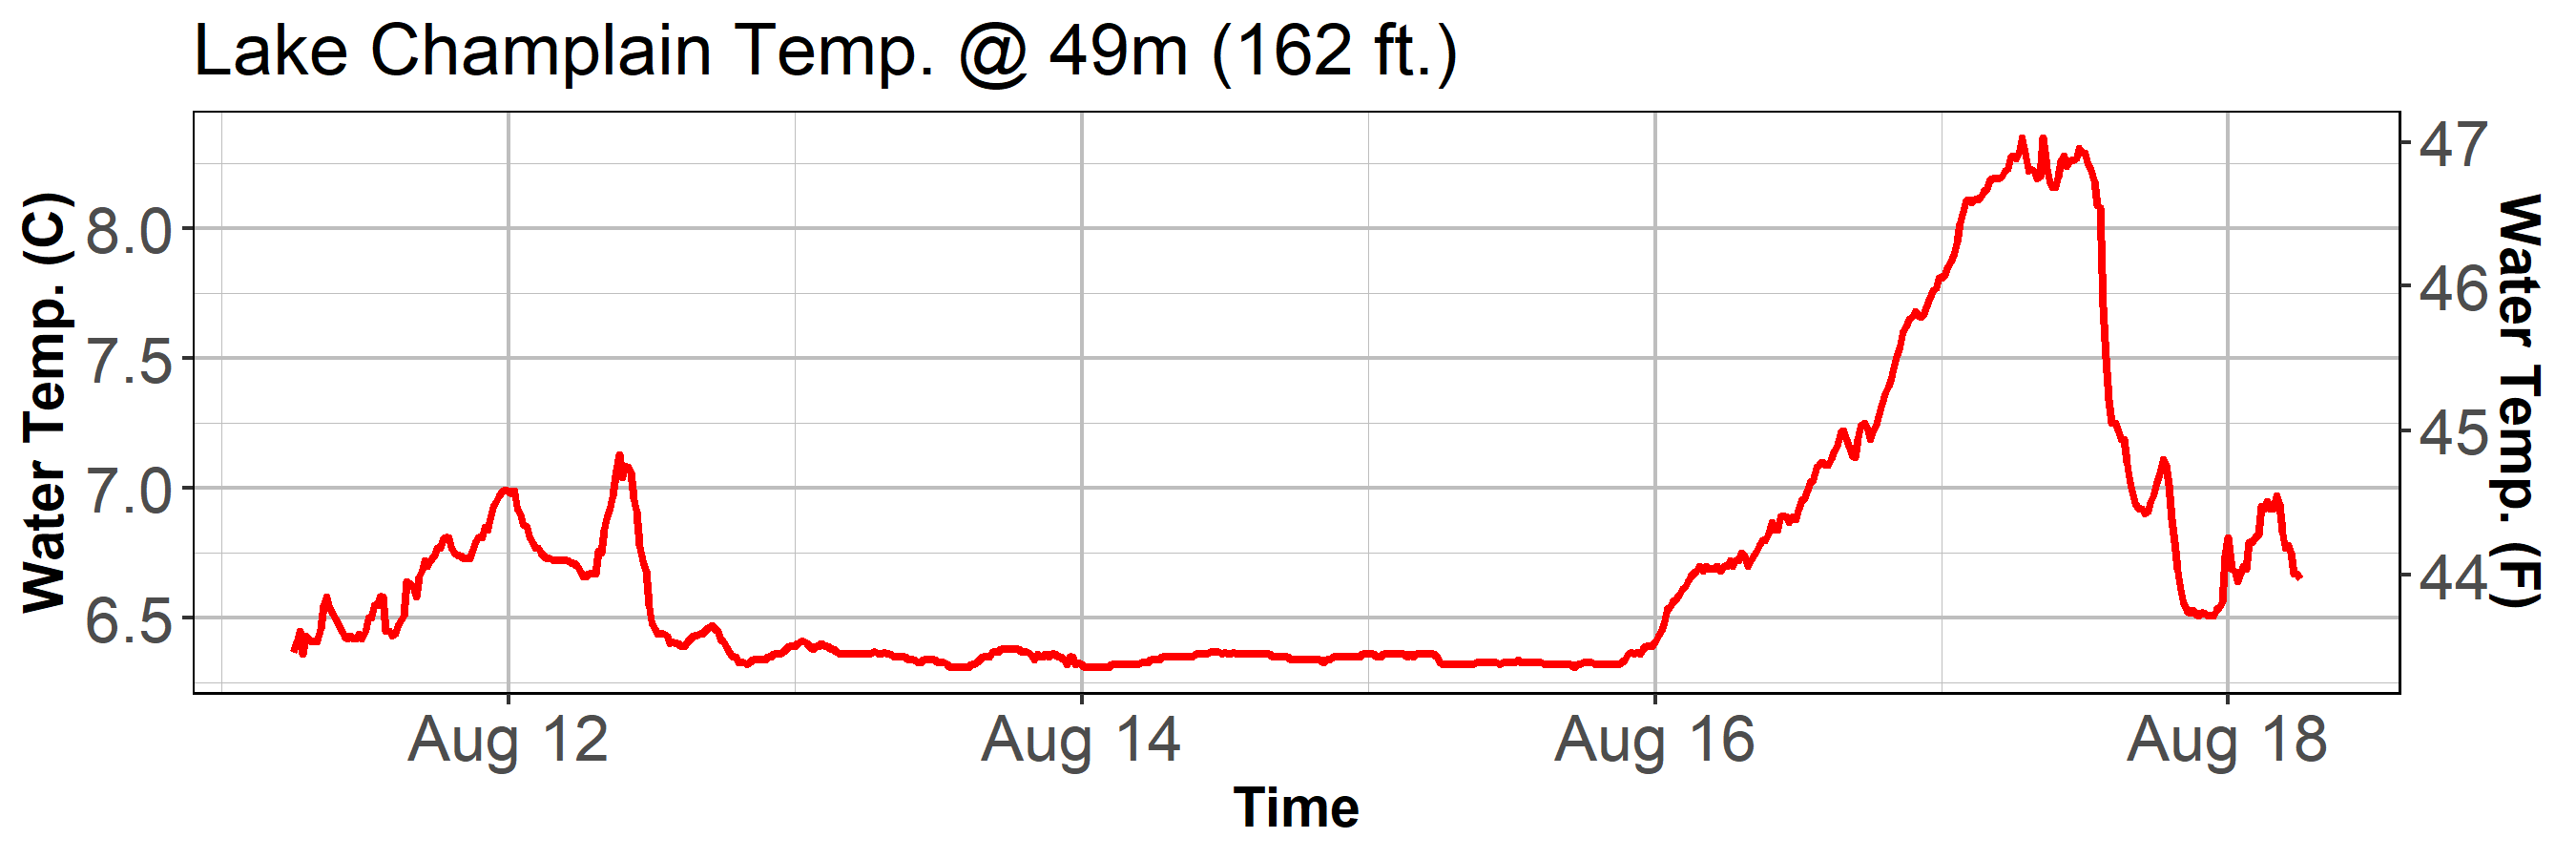 Lake Champlain Temp. @ 49m (162 ft.)
Water Temp. (C)
8.0
7.5
7.0
6.5
47
46
45
44
Water Temp. (F)
Aug 12
Aug 14
Aug 16
Aug 18
Time